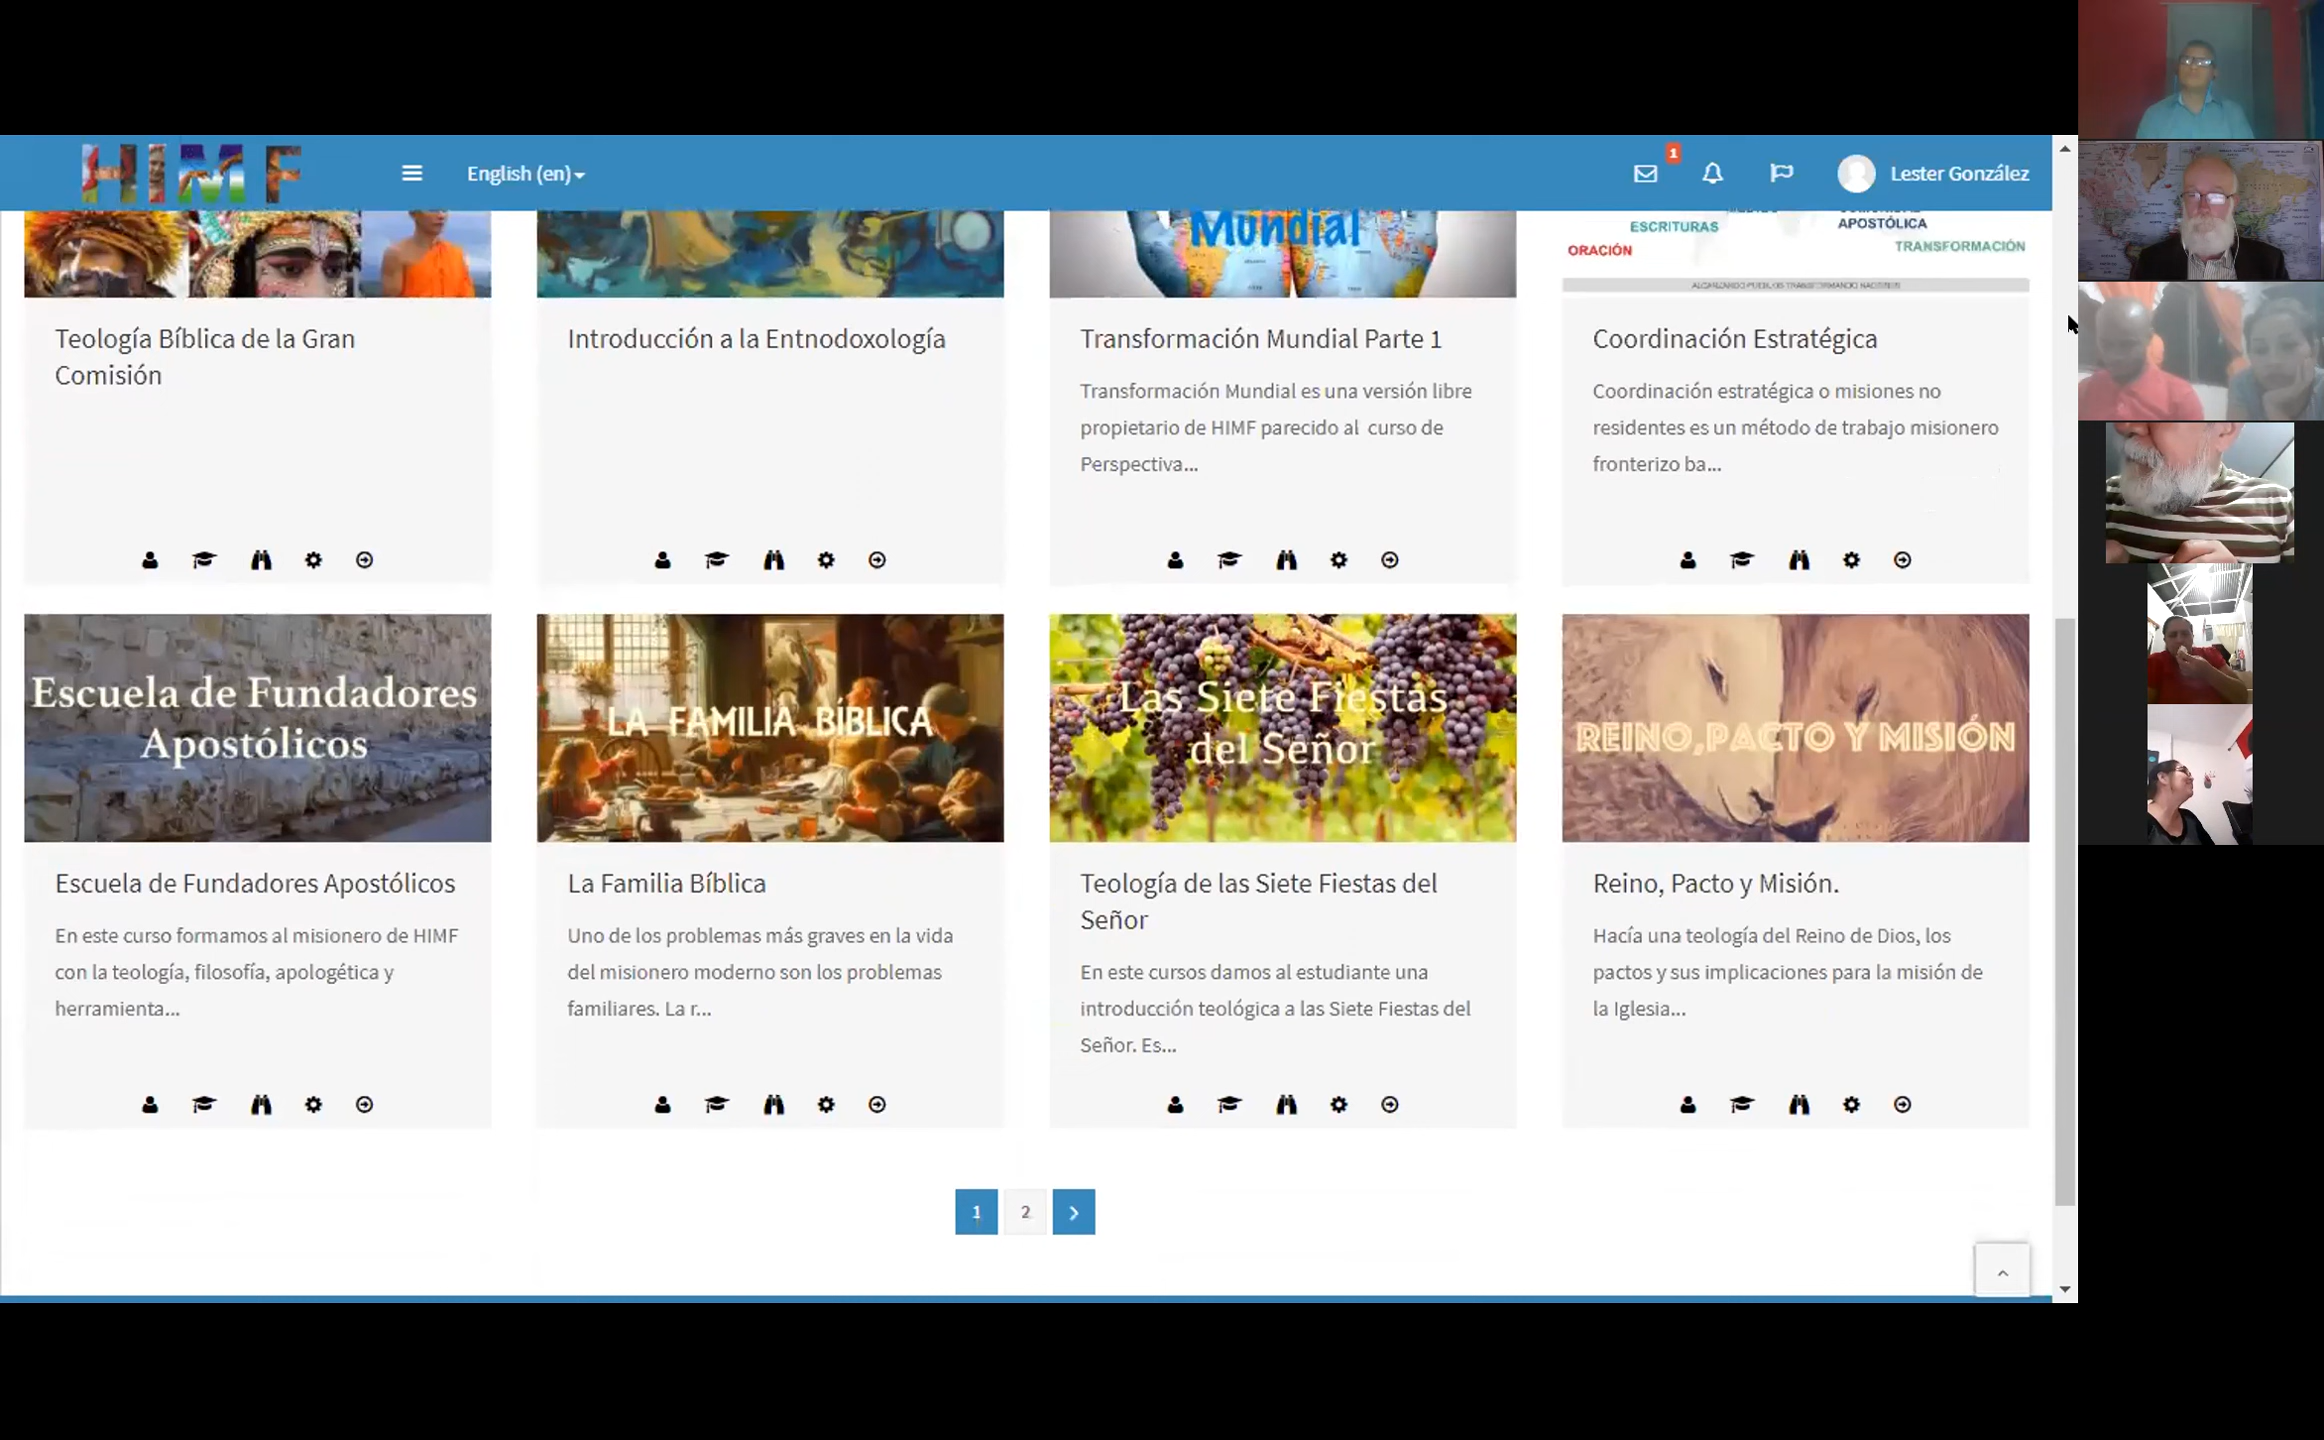 HIMF
English (en)
1
Lester González
Mundial
ESCRITURAS
APOSTÓLICA
ORACIÓN
TRANSFORMACIÓN
ALCANZANDO PUEBLOS TRANSFORMANDO NACIONES
Teología Bíblica de la Gran
Comisión
Introducción a la Entnodoxología
Transformación Mundial Parte 1
Transformación Mundial es una versión libre
propietario de HIMF parecido al curso de
Perspectiva...
Coordinación Estratégica
Coordinación estratégica o misiones no
residentes es un método de trabajo misionero
fronterizo ba...
Escuela de Fundadores
Apostólicos
LA FAMILIA BÍBLICA
Las Siete Fiestas
del Señor
REINO, PACTO Y MISIÓN
Escuela de Fundadores Apostólicos
En este curso formamos al misionero de HIMF
con la teología, filosofía, apologética y
herramienta...
La Familia Bíblica
Uno de los problemas más graves en la vida
del misionero moderno son los problemas
familiares. La r...
Teología de las Siete Fiestas del
Señor
En este cursos damos al estudiante una
introducción teológica a las Siete Fiestas del
Señor. Es...
Reino, Pacto y Misión.
Hacía una teología del Reino de Dios, los
pactos y sus implicaciones para la misión de
la Iglesia...
1
2